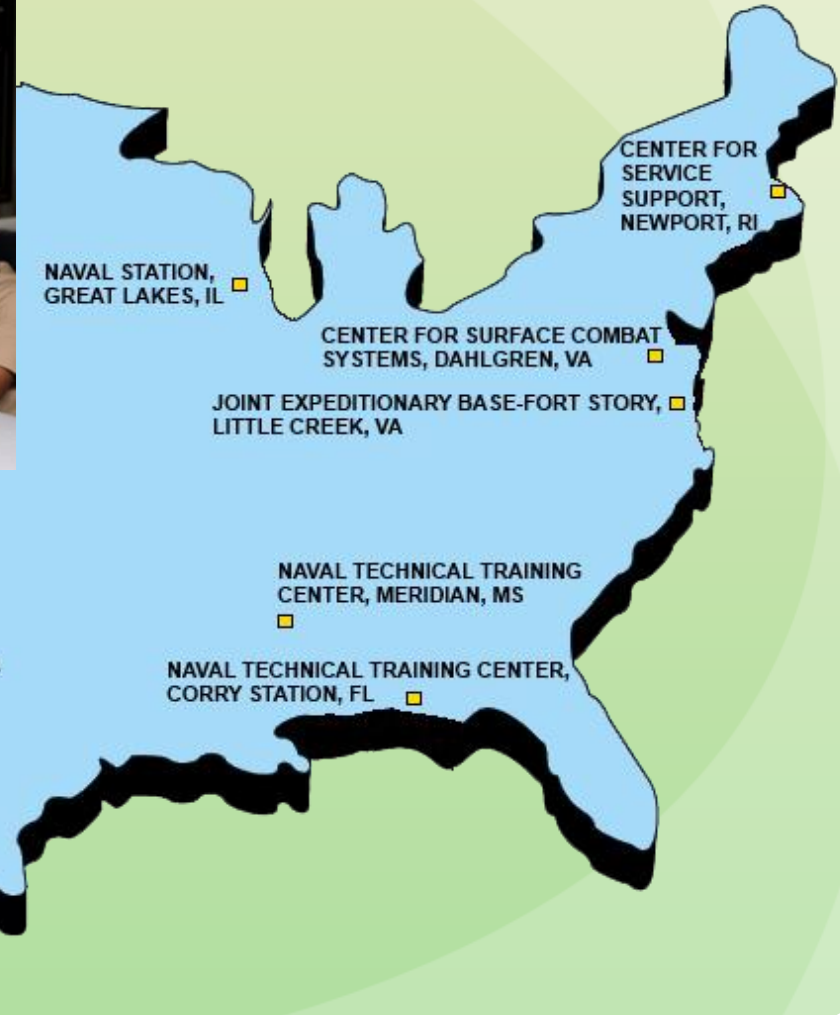 CENTER FOR
SERVICE
SUPPORT,
NEWPORT, RI
NAVAL STATION,
GREAT LAKES, IL
CENTER FOR SURFACE COMBAT
SYSTEMS, DAHLGREN, VA
JOINT EXPEDITIONARY BASE-FORT STORY,
LITTLE CREEK, VA
NAVAL TECHNICAL TRAINING
CENTER, MERIDIAN, MS
NAVAL TECHNICAL TRAINING CENTER,
CORRY STATION, FL